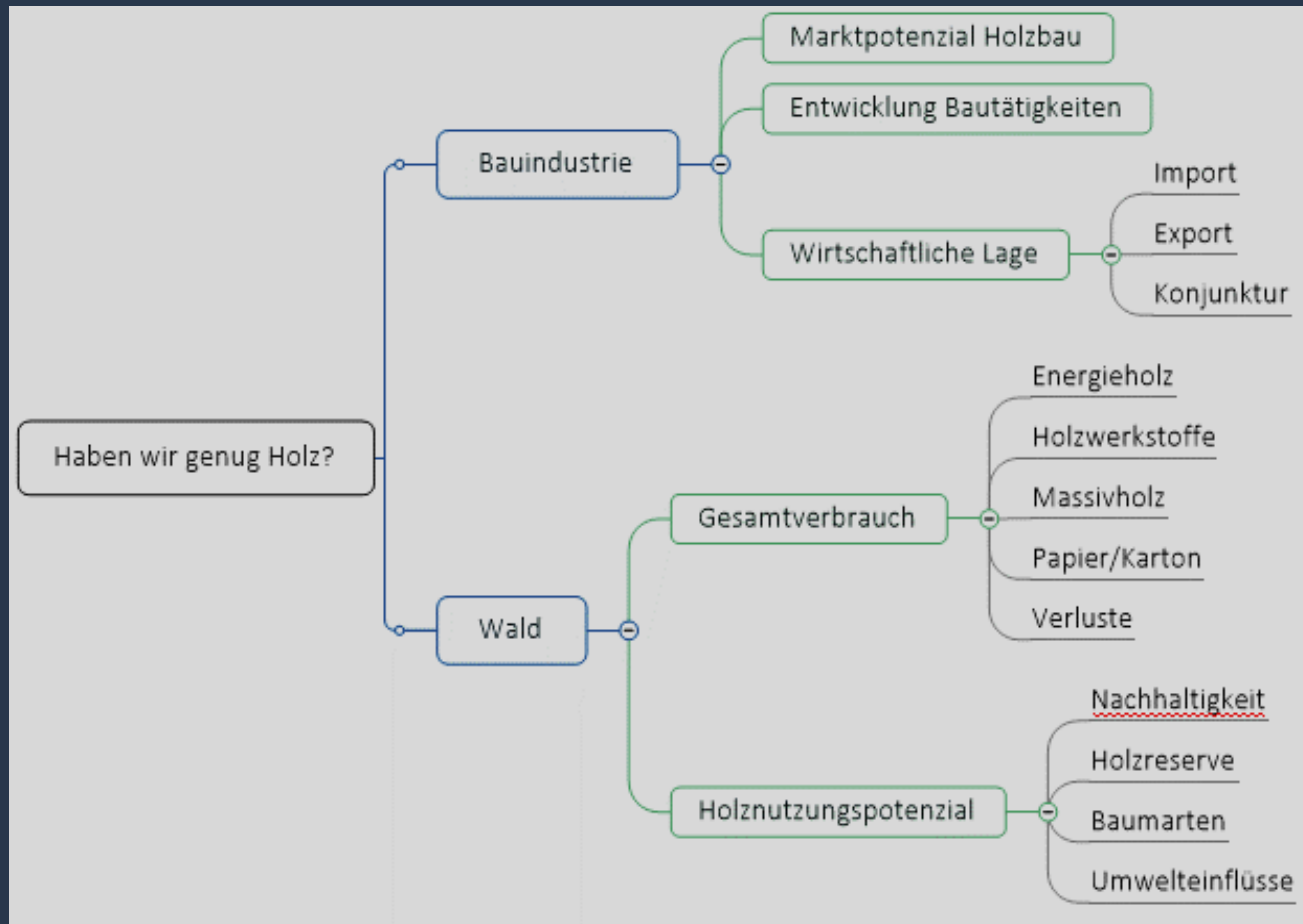 Haben wir genug Holz?
Bauindustrie
Marktpotenzial Holzbau
Entwicklung Bautätigkeiten
Wirtschaftliche Lage
Import
Export
Konjunktur
Wald
Gesamtverbrauch
Energieholz
Holzwerkstoffe
Massivholz
Papier/Karton
Verluste
Holznutzungspotenzial
Nachhaltigkeit
Holzreserve
Baumarten
Umwelteinflüsse